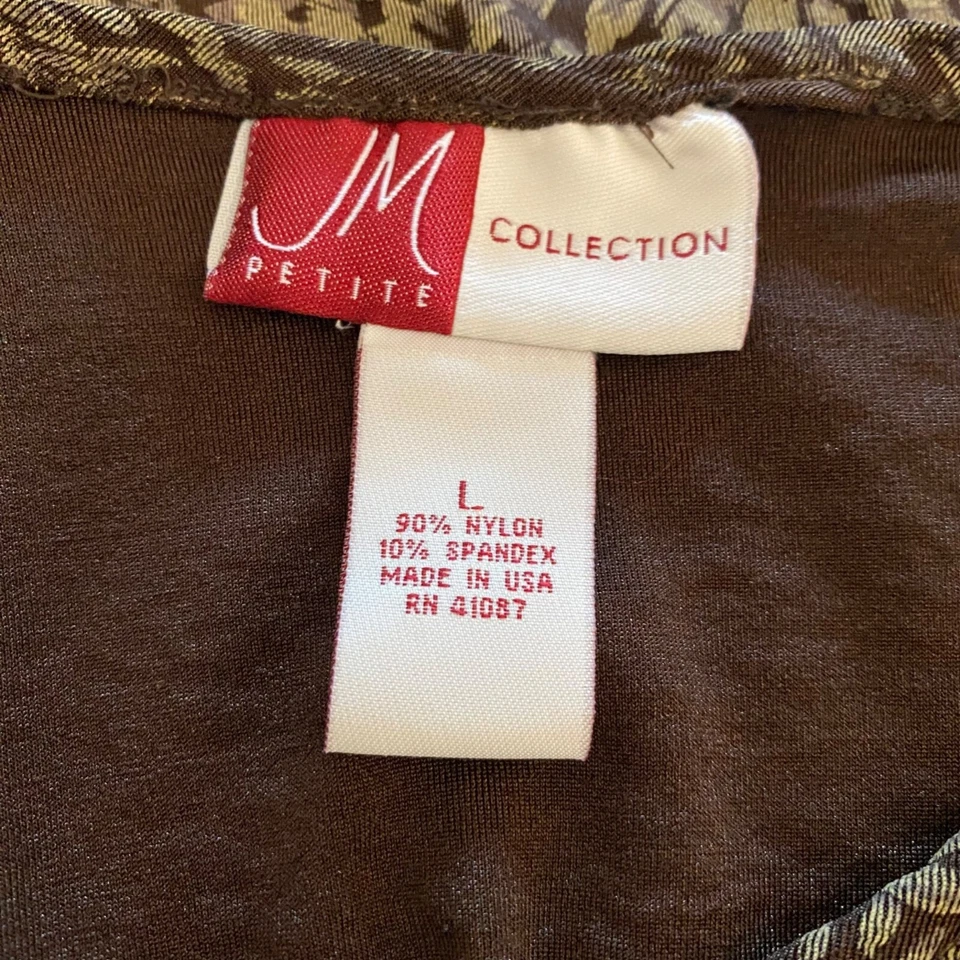 JM
PETITE
COLLECTION
L
90% NYLON
10% SPANDEX
MADE IN USA
RN 41087